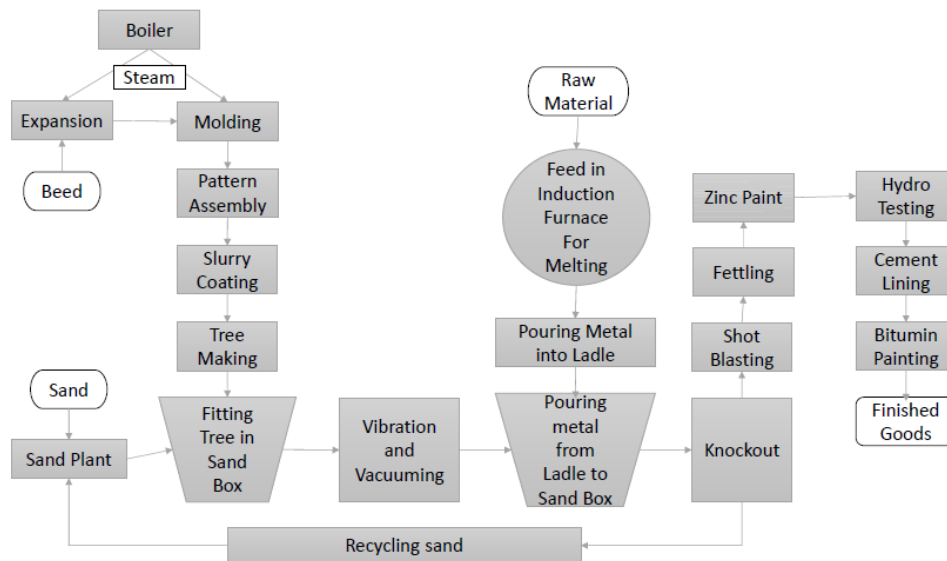 Boiler
Steam
Expansion
Molding
Beed
Pattern
Assembly
Slurry
Coating
Tree
Making
Sand
Sand Plant
Fitting
Tree in
Sand
Box
Vibration
and
Vacuuming
Raw
Material
Feed in
Induction
Furnace
For
Melting
Pouring Metal
into Ladle
Pouring
metal
from
Ladle to
Sand Box
Knockout
Recycling sand
Shot
Blasting
Fettling
Zinc Paint
Hydro
Testing
Cement
Lining
Bitumin
Painting
Finished
Goods